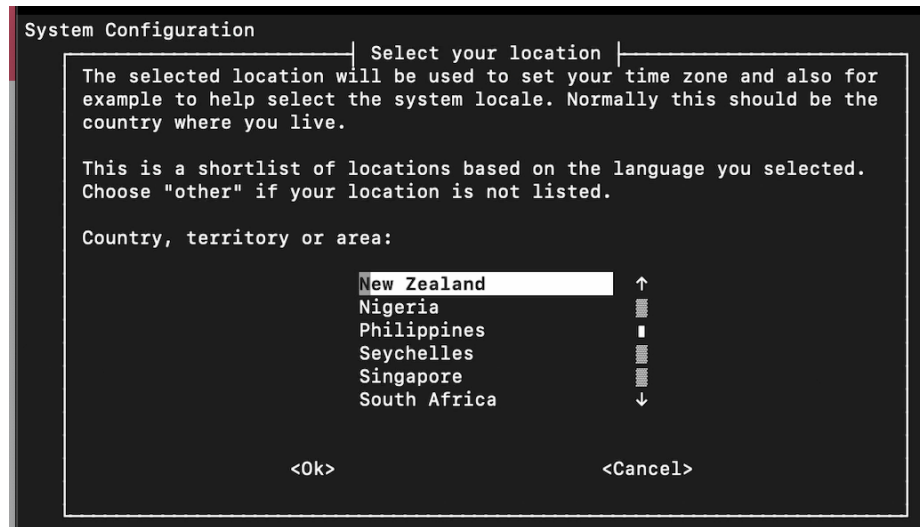 System Configuration
Select your location
The selected location will be used to set your time zone and also for
example to help select the system locale. Normally this should be the
country where you live.
This is a shortlist of locations based on the language you selected.
Choose "other" if your location is not listed.
Country, territory or area:
New Zealand
Nigeria
Philippines
Seychelles
Singapore
South Africa
<Ok> <Cancel>